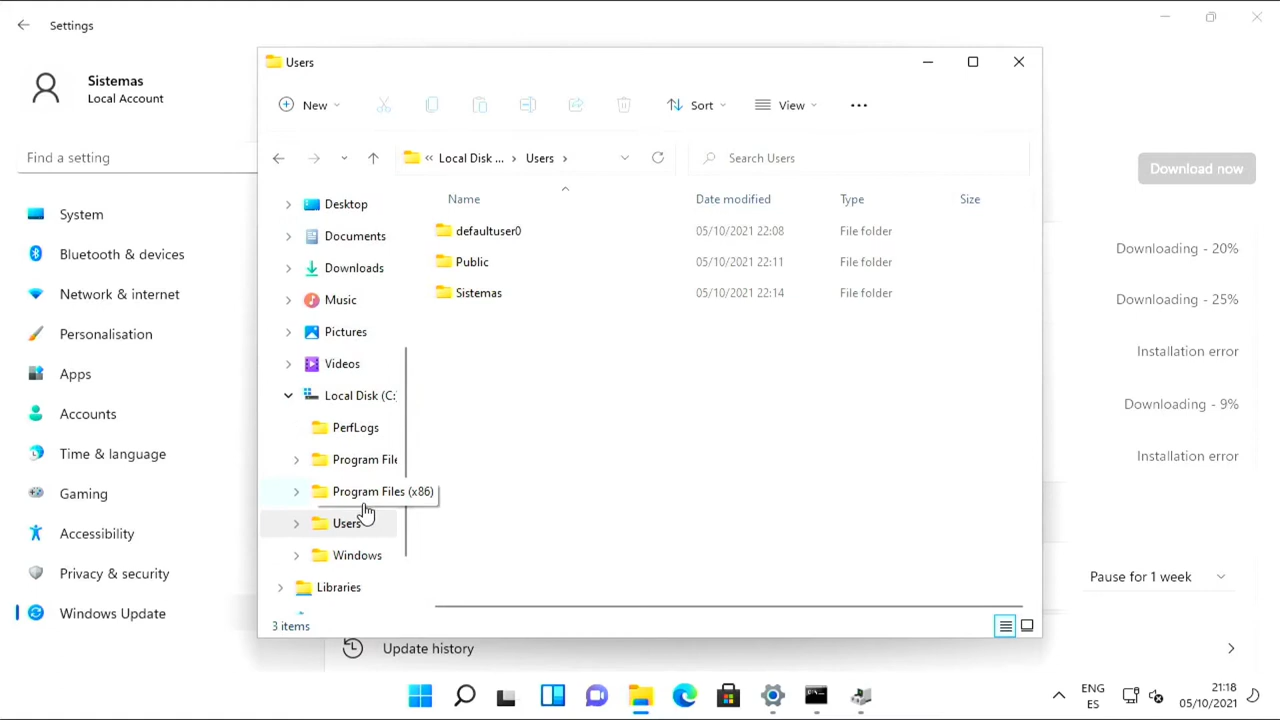 Settings
Sistemas
Local Account
Find a setting
System
Bluetooth & devices
Network & internet
Personalisation
Apps
Accounts
Time & language
Gaming
Accessibility
Privacy & security
Windows Update
Users
New
Sort
View
Local Disk ...
Users
Search Users
Desktop
Documents
Downloads
Music
Pictures
Videos
Local Disk (C:
PerfLogs
Program File
Program Files (x86)
Users
Windows
Libraries
Name Date modified Type Size
defaultuser0 05/10/2021 22:08 File folder
Public 05/10/2021 22:11 File folder
Sistemas 05/10/2021 22:14 File folder
3 items
Download now
Downloading - 20%
Downloading - 25%
Installation error
Downloading - 9%
Installation error
Pause for 1 week
Update history
ENG
ES
21:18
05/10/2021